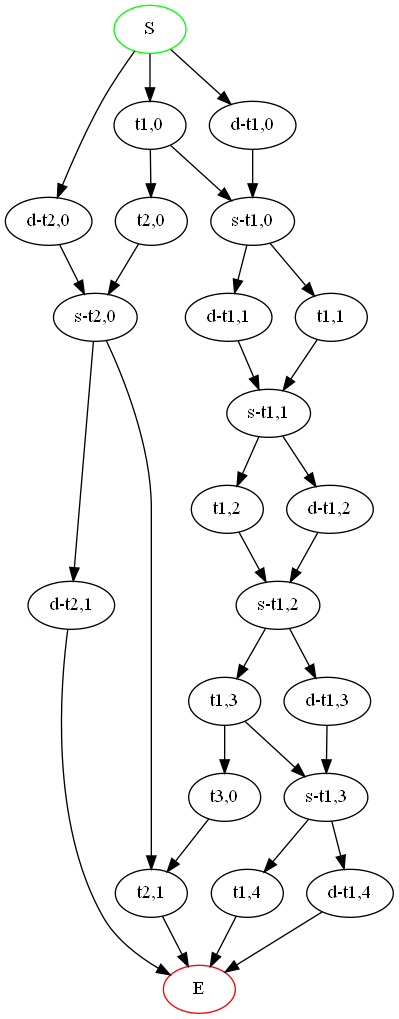 S
t1,0
d-t1,0
d-t2,0
t2,0
s-t1,0
s-t2,0
d-t1,1
t1,1
s-t1,1
t1,2
d-t1,2
d-t2,1
s-t1,2
t1,3
d-t1,3
t3,0
s-t1,3
t2,1
t1,4
d-t1,4
E